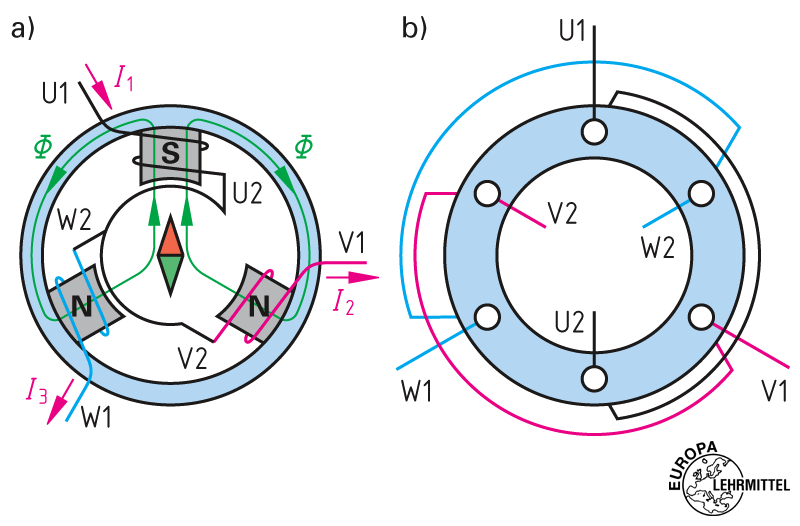 a)
I1
U1
Φ
Φ
S
U2
W2
V1
N
N
I2
V2
I3
W1
b)
U1
V2
W2
U2
W1
V1
EUROPA
LEHRMITTEL